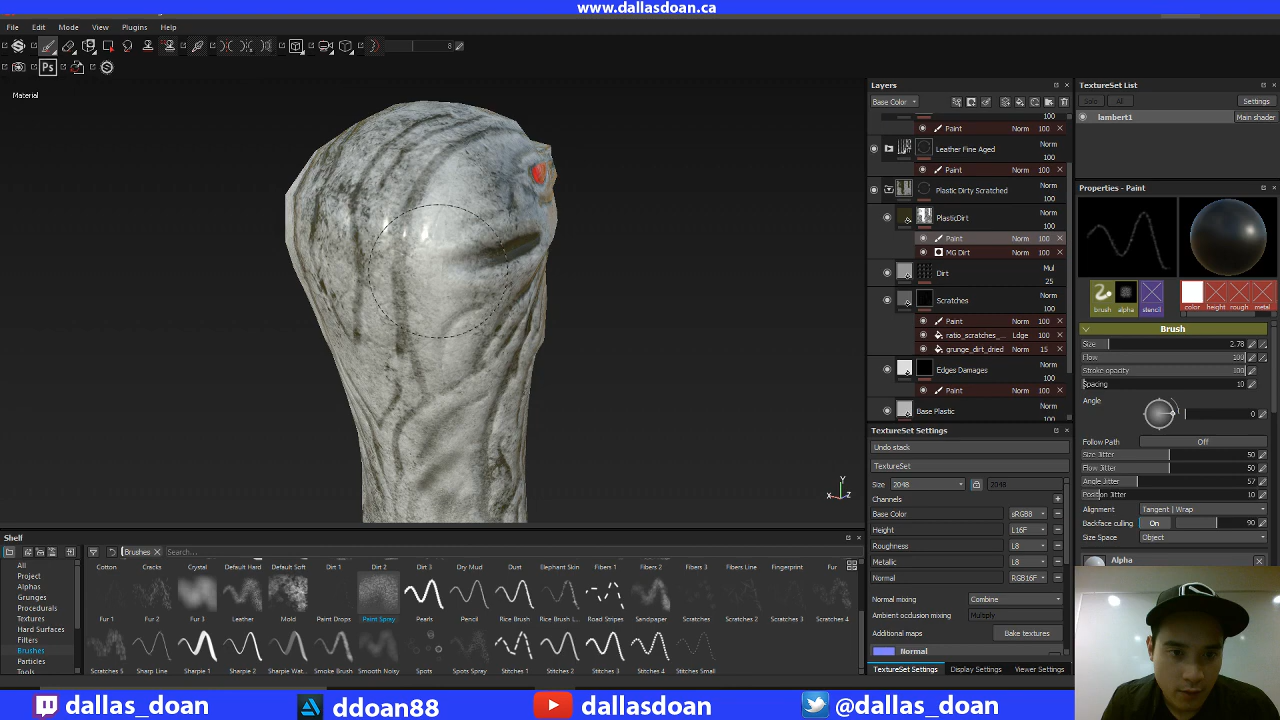 www.dallasdoan.ca
File Edit Mode View Plugins Help
8
Ps
Material
Layers
Base Color
100
Paint Norm 100
Leather Fine Aged Norm
100
Paint Norm 100
Plastic Dirty Scratched Norm
100
PlasticDirt Norm
100
Paint Norm 100
MG Dirt Norm 100
Dirt Mul
25
Scratches Norm
100
Paint Norm 100
ratio_scratches_... Ldge 100
grunge_dirt_dried Norm 15
Edges Damages Norm
100
Paint Norm 100
Base Plastic Norm
100
TextureSet Settings
Undo stack
TextureSet
Size 2048 2048
Channels
Base Color sRGB8
Height L16F
Roughness L8
Metallic L8
Normal RGB16F
Normal mixing Combine
Ambient occlusion mixing Multiply
Additional maps Bake textures
Normal
TextureSet Settings Display Settings Viewer Settings
TextureSet List
Solo All Settings
lambert1 Main shader
Properties - Paint
brush alpha stencil color height rough metal
Brush
Size 2.78
Flow 100
Stroke opacity 100
Spacing 10
Angle
0
Follow Path Off
Size Jitter 50
Flow Jitter 50
Angle Jitter 57
Position Jitter 10
Alignment Tangent | Wrap
Backface culling On 90
Size Space Object
Alpha
Y
X Z
Shelf
Brushes Search...
All
Project
Alphas
Grunges
Procedurals
Textures
Hard Surfaces
Filters
Brushes
Particles
Tools
Cotton Cracks Crystal Default Hard Default Soft Dirt 1 Dirt 2 Dirt 3 Dry Mud Dust Elephant Skin Fibers 1 Fibers 2 Fibers 3 Fibers Line Fingerprint Fur
Fur 1 Fur 2 Fur 3 Leather Mold Paint Drops Paint Spray Pearls Pencil Rice Brush Rice Brush L... Road Stripes Sandpaper Scratches Scratches 2 Scratches 3 Scratches 4
Scratches 5 Sharp Line Sharpie 1 Sharpie 2 Sharpie Wat... Smoke Brush Smooth Noisy Spots Spots Stitches 1 Stitches 2 Stitches 3 Stitches 4 Stitches Small
dallas_doan ddoan88 dallasdoan @dallas_doan